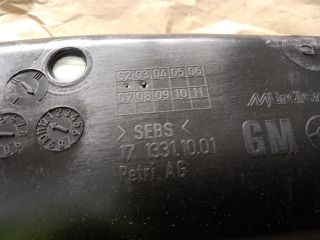 02 03 04 05 06
07 08 09 10 11
> SEBS <
17 1331.10.01
Petri AG
GM